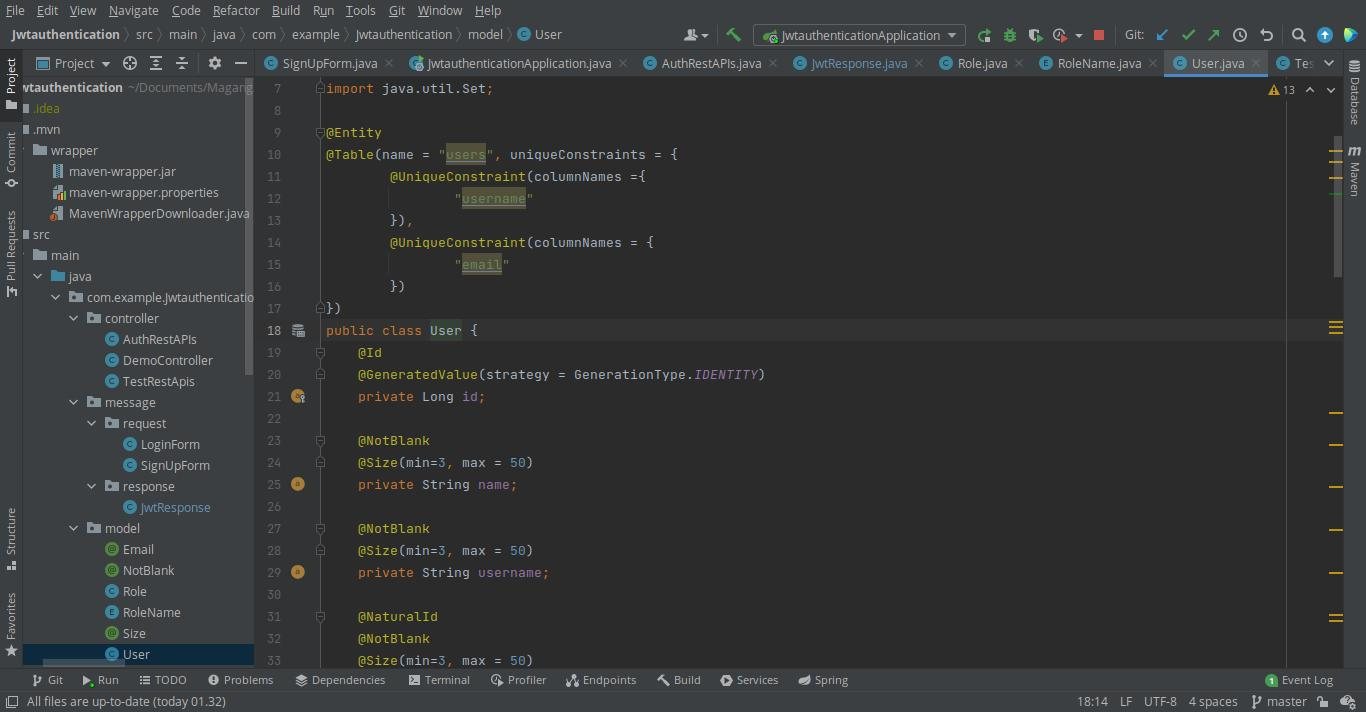 File Edit View Navigate Code Refactor Build Run Tools Git Window Help
Jwtauthentication src main java com example Jwtauthentication model User JwtauthenticationApplication Git:
Project SignUpForm.java JwtauthenticationApplication.java AuthRestAPIs.java JwtResponse.java Role.java RoleName.java User.java Tes
Project
Commit
Pull Requests
Structure
Favorites
wtauthentication ~/Documents/Magang
.idea
.mvn
wrapper
maven-wrapper.jar
maven-wrapper.properties
MavenWrapperDownloader.java
src
main
java
com.example.Jwtauthenticatio
controller
AuthRestAPIs
DemoController
TestRestApis
message
request
LoginForm
SignUpForm
response
JwtResponse
model
Email
NotBlank
Role
RoleName
Size
User
7 import java.util.Set;
8
9 @Entity
10 @Table(name = "users", uniqueConstraints = {
11 @UniqueConstraint(columnNames ={
12 "username"
13 }),
14 @UniqueConstraint(columnNames = {
15 "email"
16 })
17 })
18 public class User {
19 @Id
20 @GeneratedValue(strategy = GenerationType.IDENTITY)
21 private Long id;
22
23 @NotBlank
24 @Size(min=3, max = 50)
25 private String name;
26
27 @NotBlank
28 @Size(min=3, max = 50)
29 private String username;
30
31 @NaturalId
32 @NotBlank
33 @Size(min=3, max = 50)
13
Database
Maven
Git Run TODO Problems Dependencies Terminal Profiler Endpoints Build Services Spring 1 Event Log
All files are up-to-date (today 01.32) 18:14 LF UTF-8 4 spaces master